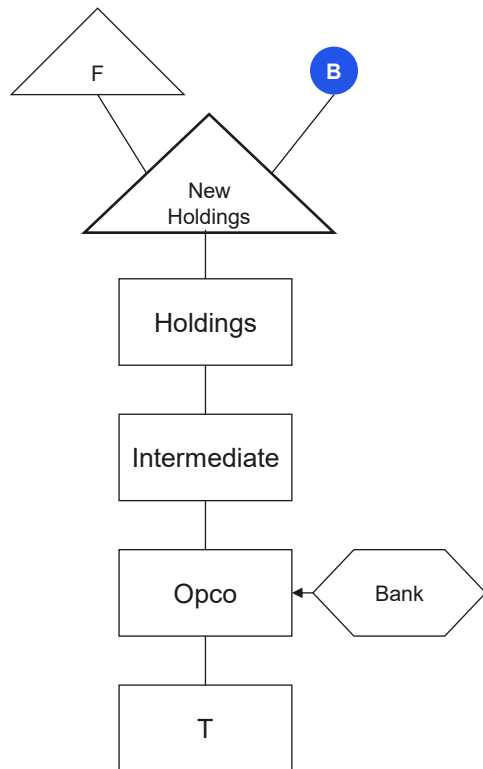 F
B
New
Holdings
Holdings
Intermediate
Opco
Bank
T